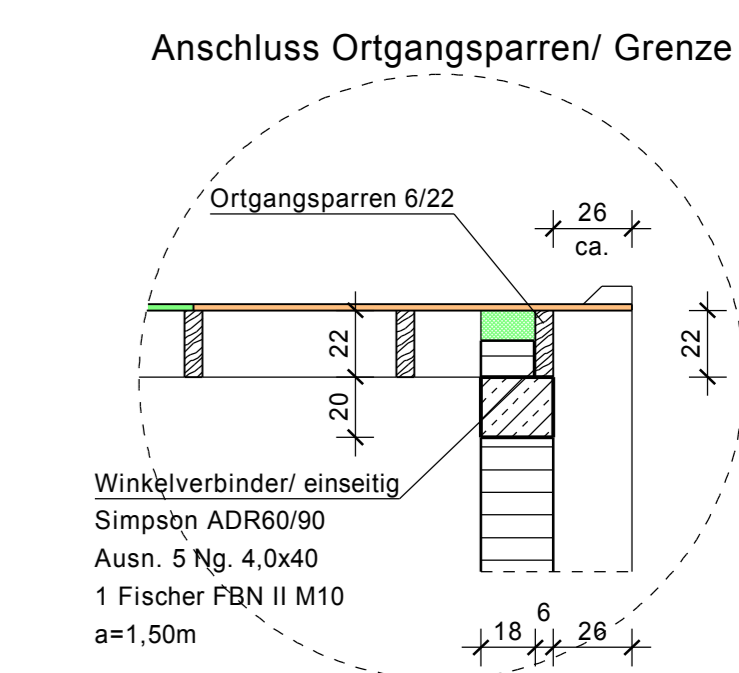 Anschluss Ortgangsparren/ Grenze
Ortgangsparren 6/22
26
ca.
22
20
22
Winkelverbinder/ einseitig
Simpson ADR60/90
Ausn. 5 Ng. 4,0x40
1 Fischer FBN II M10
a=1,50m
18 6 26